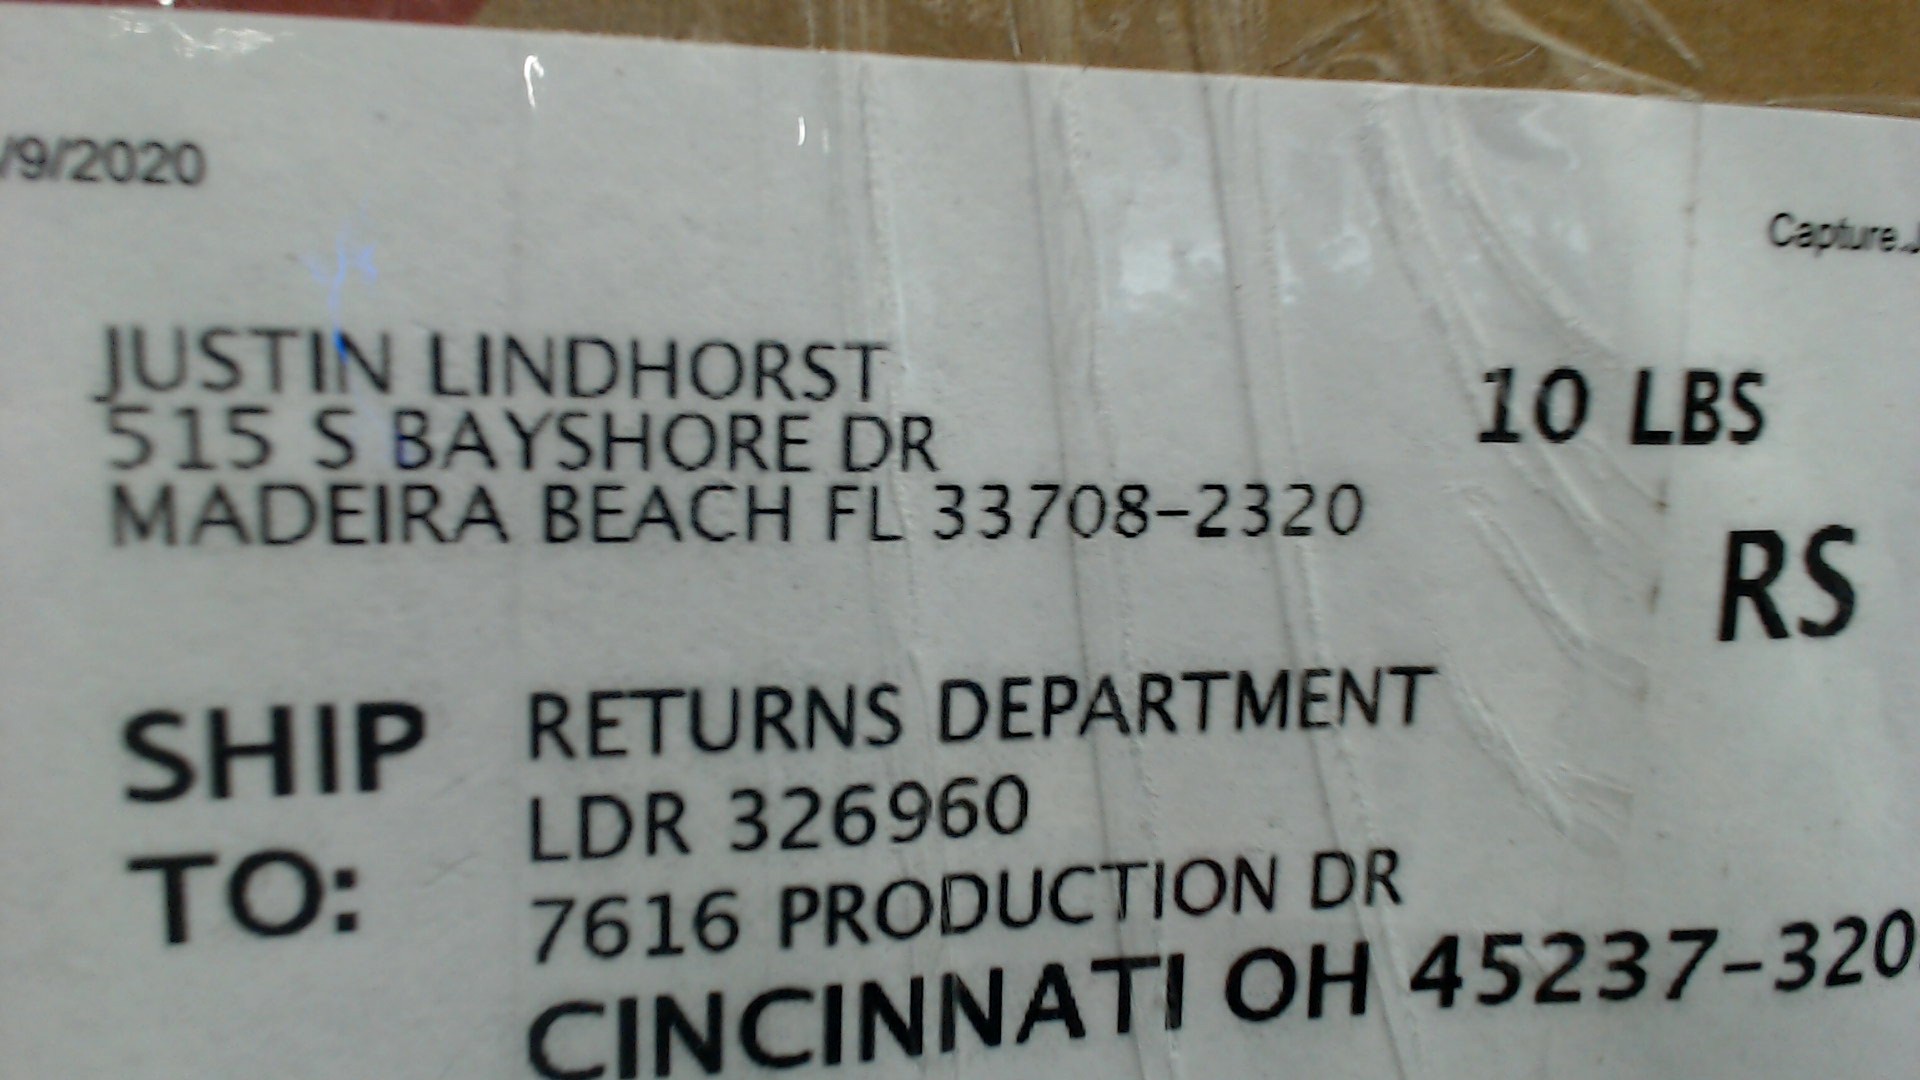 /9/2020
Capture.J
JUSTIN LINDHORST
515 S BAYSHORE DR
MADEIRA BEACH FL 33708-2320
10 LBS
RS
SHIP TO:
RETURNS DEPARTMENT
LDR 326960
7616 PRODUCTION DR
CINCINNATI OH 45237-320